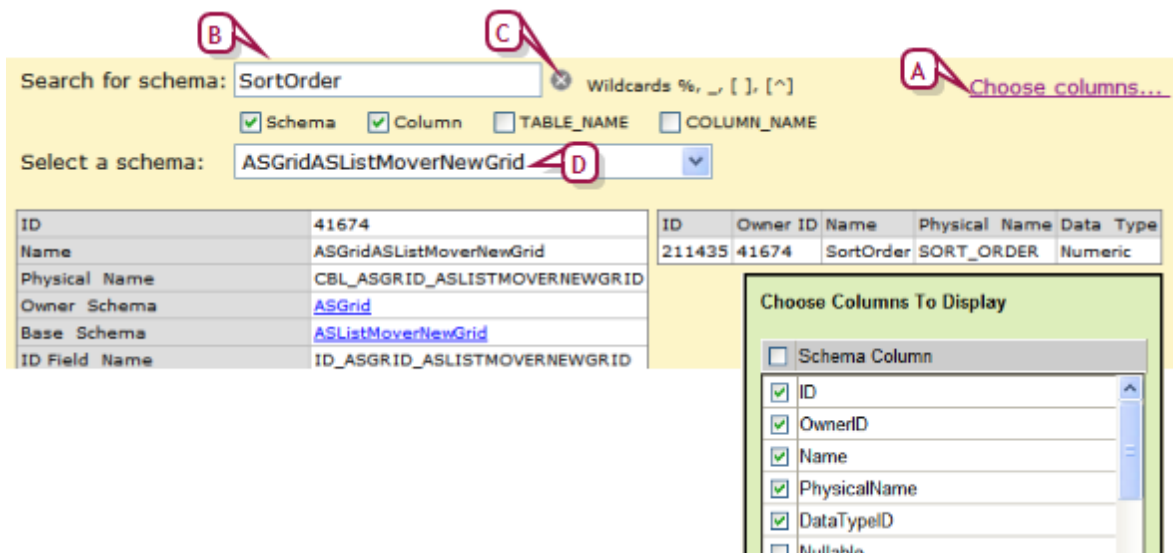 B
C
A
Search for schema: SortOrder Wildcards %, _, [ ], [^] Choose columns...
Schema Column TABLE_NAME COLUMN_NAME
Select a schema: ASGridASListMoverNewGrid D
ID 41674
Name ASGridASListMoverNewGrid
Physical Name CBL_ASGRID_ASLISTMOVERNEWGRID
Owner Schema ASGrid
Base Schema ASListMoverNewGrid
ID Field Name ID_ASGRID_ASLISTMOVERNEWGRID
ID Owner ID Name Physical Name Data Type
211435 41674 SortOrder SORT_ORDER Numeric
Choose Columns To Display
Schema Column
ID
OwnerID
Name
PhysicalName
DataTypeID
Nullable